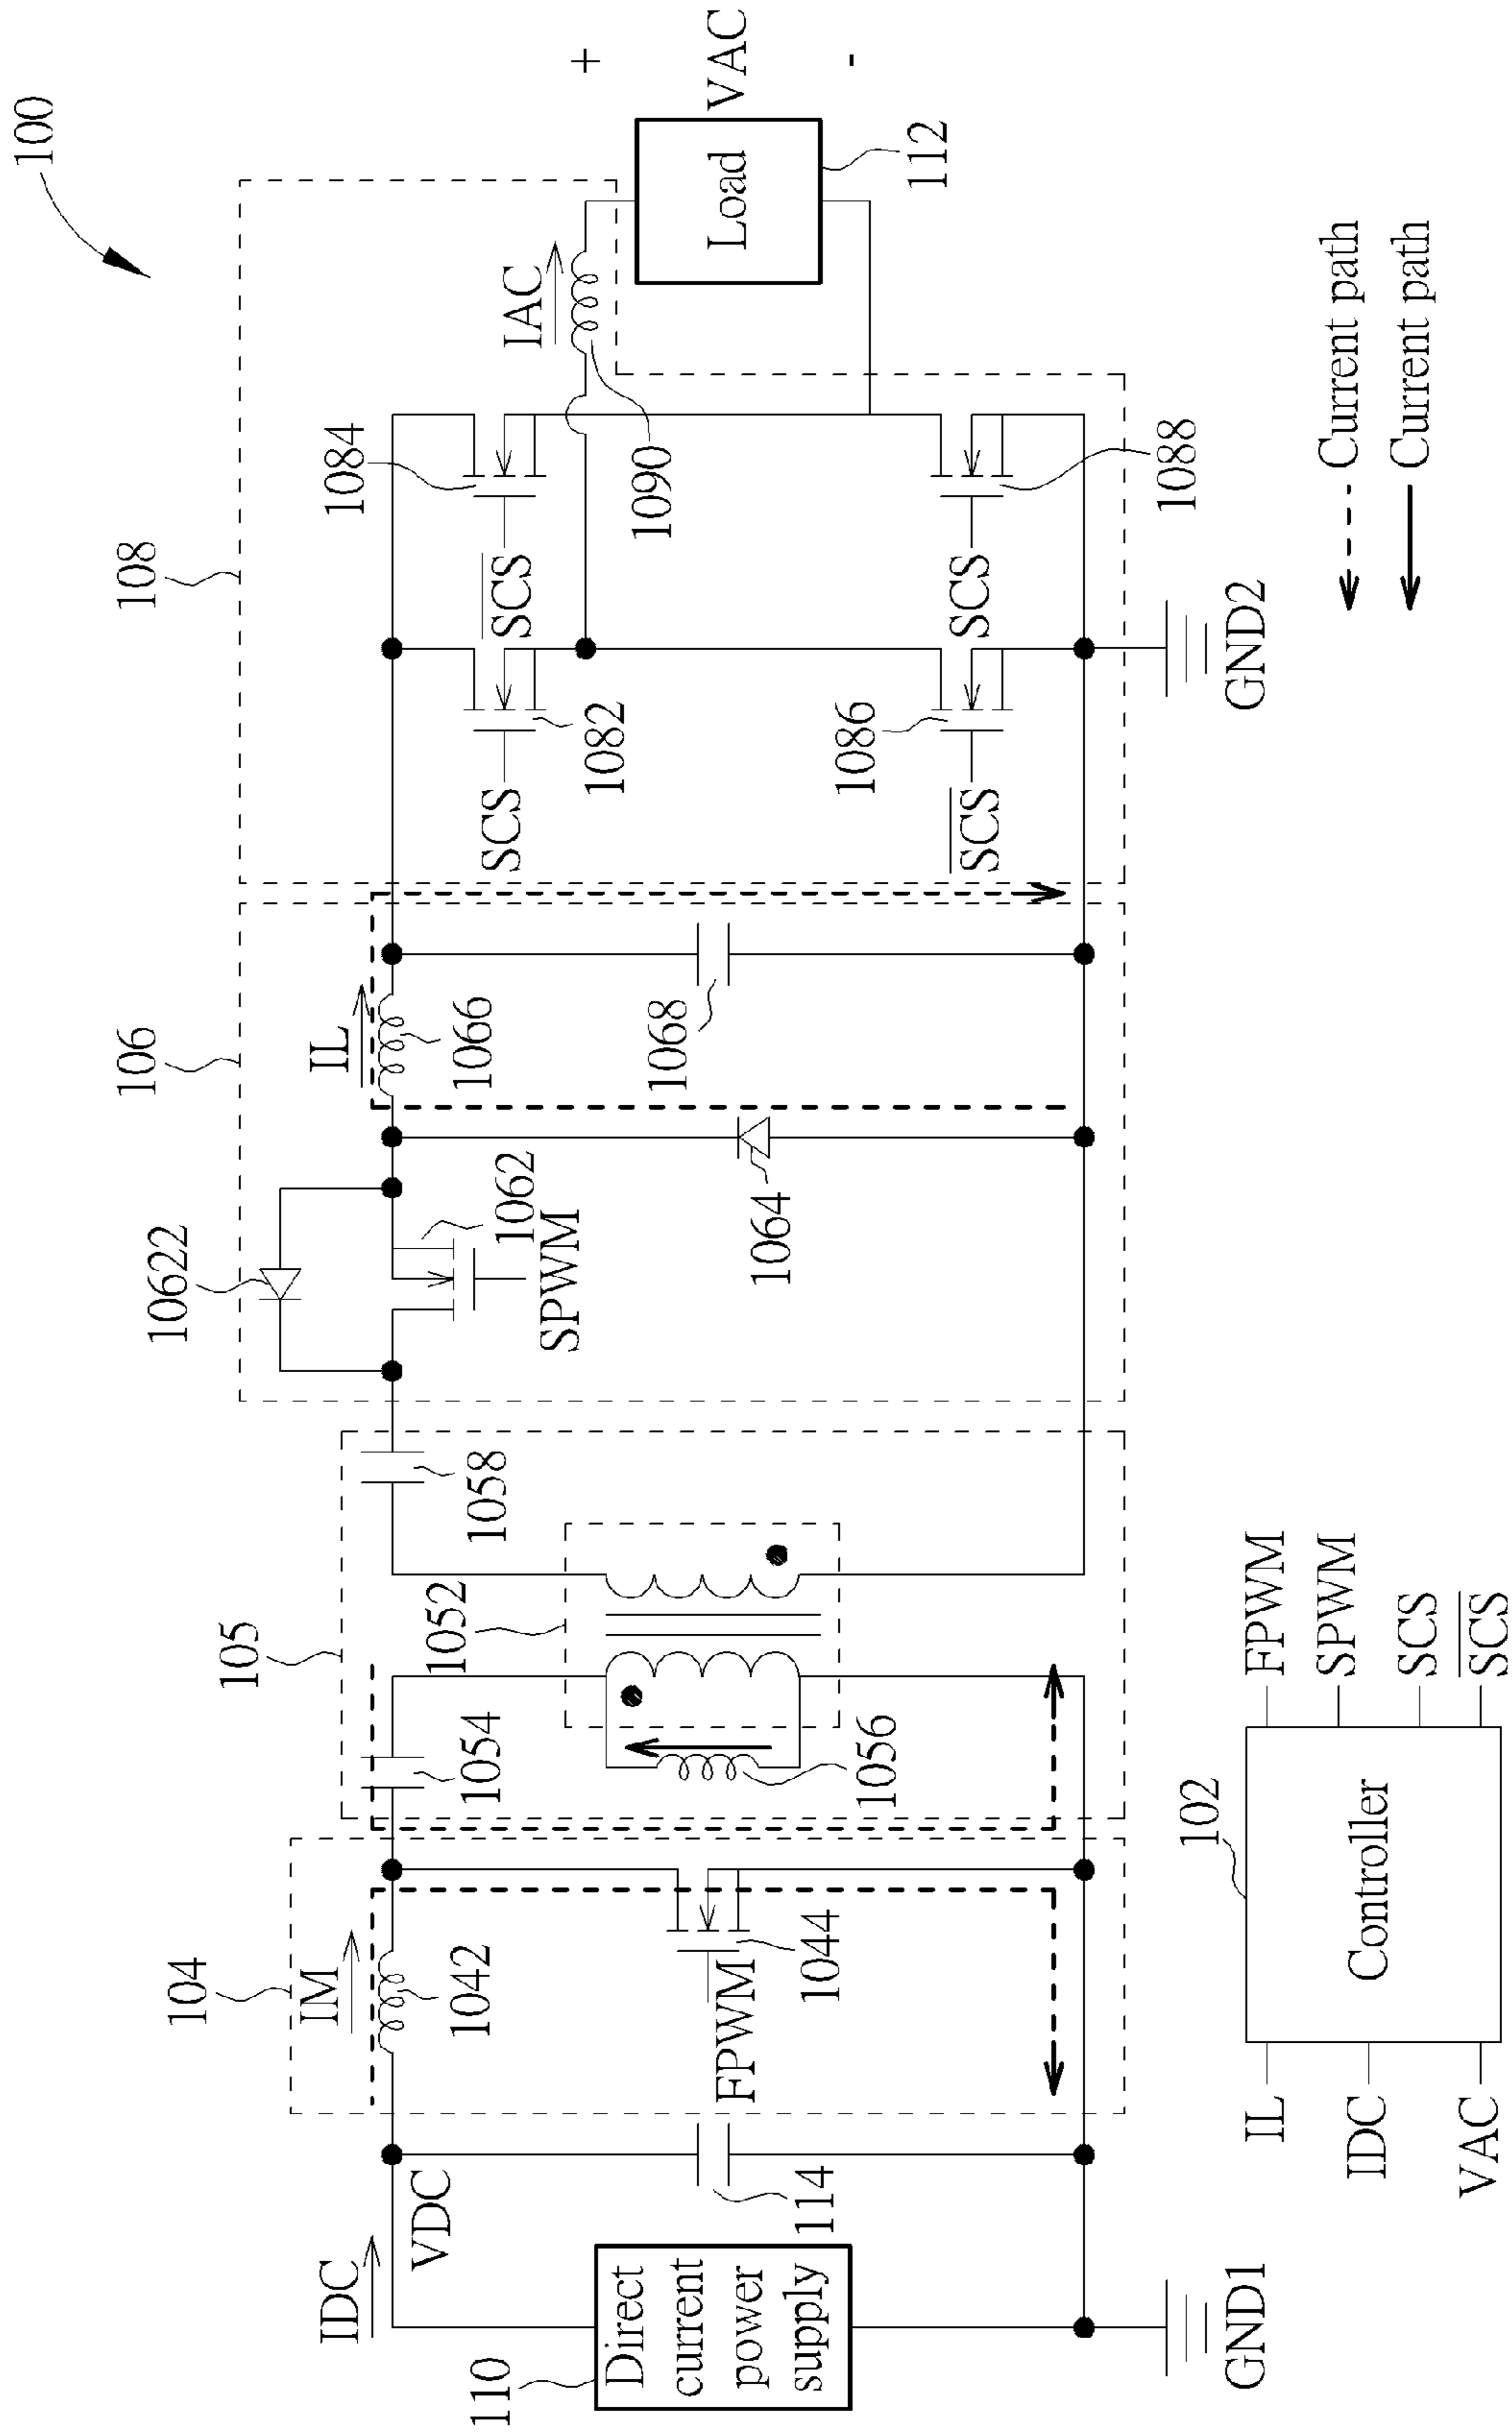 100
108
106
105
104
IAC
+
VAC
-
Load
112
1084
1090
1088
SCS
SCS
1082
1086
SCS
SCS
GND2
IL
1066
1068
10622
1062
SPWM
1064
1058
1052
1054
1056
IM
1042
1044
FPWM
IDC
VDC
114
110
Direct
current
power
supply
GND1
102
Controller
IL
IDC
VAC
FPWM
SPWM
SCS
SCS
Current path
Current path